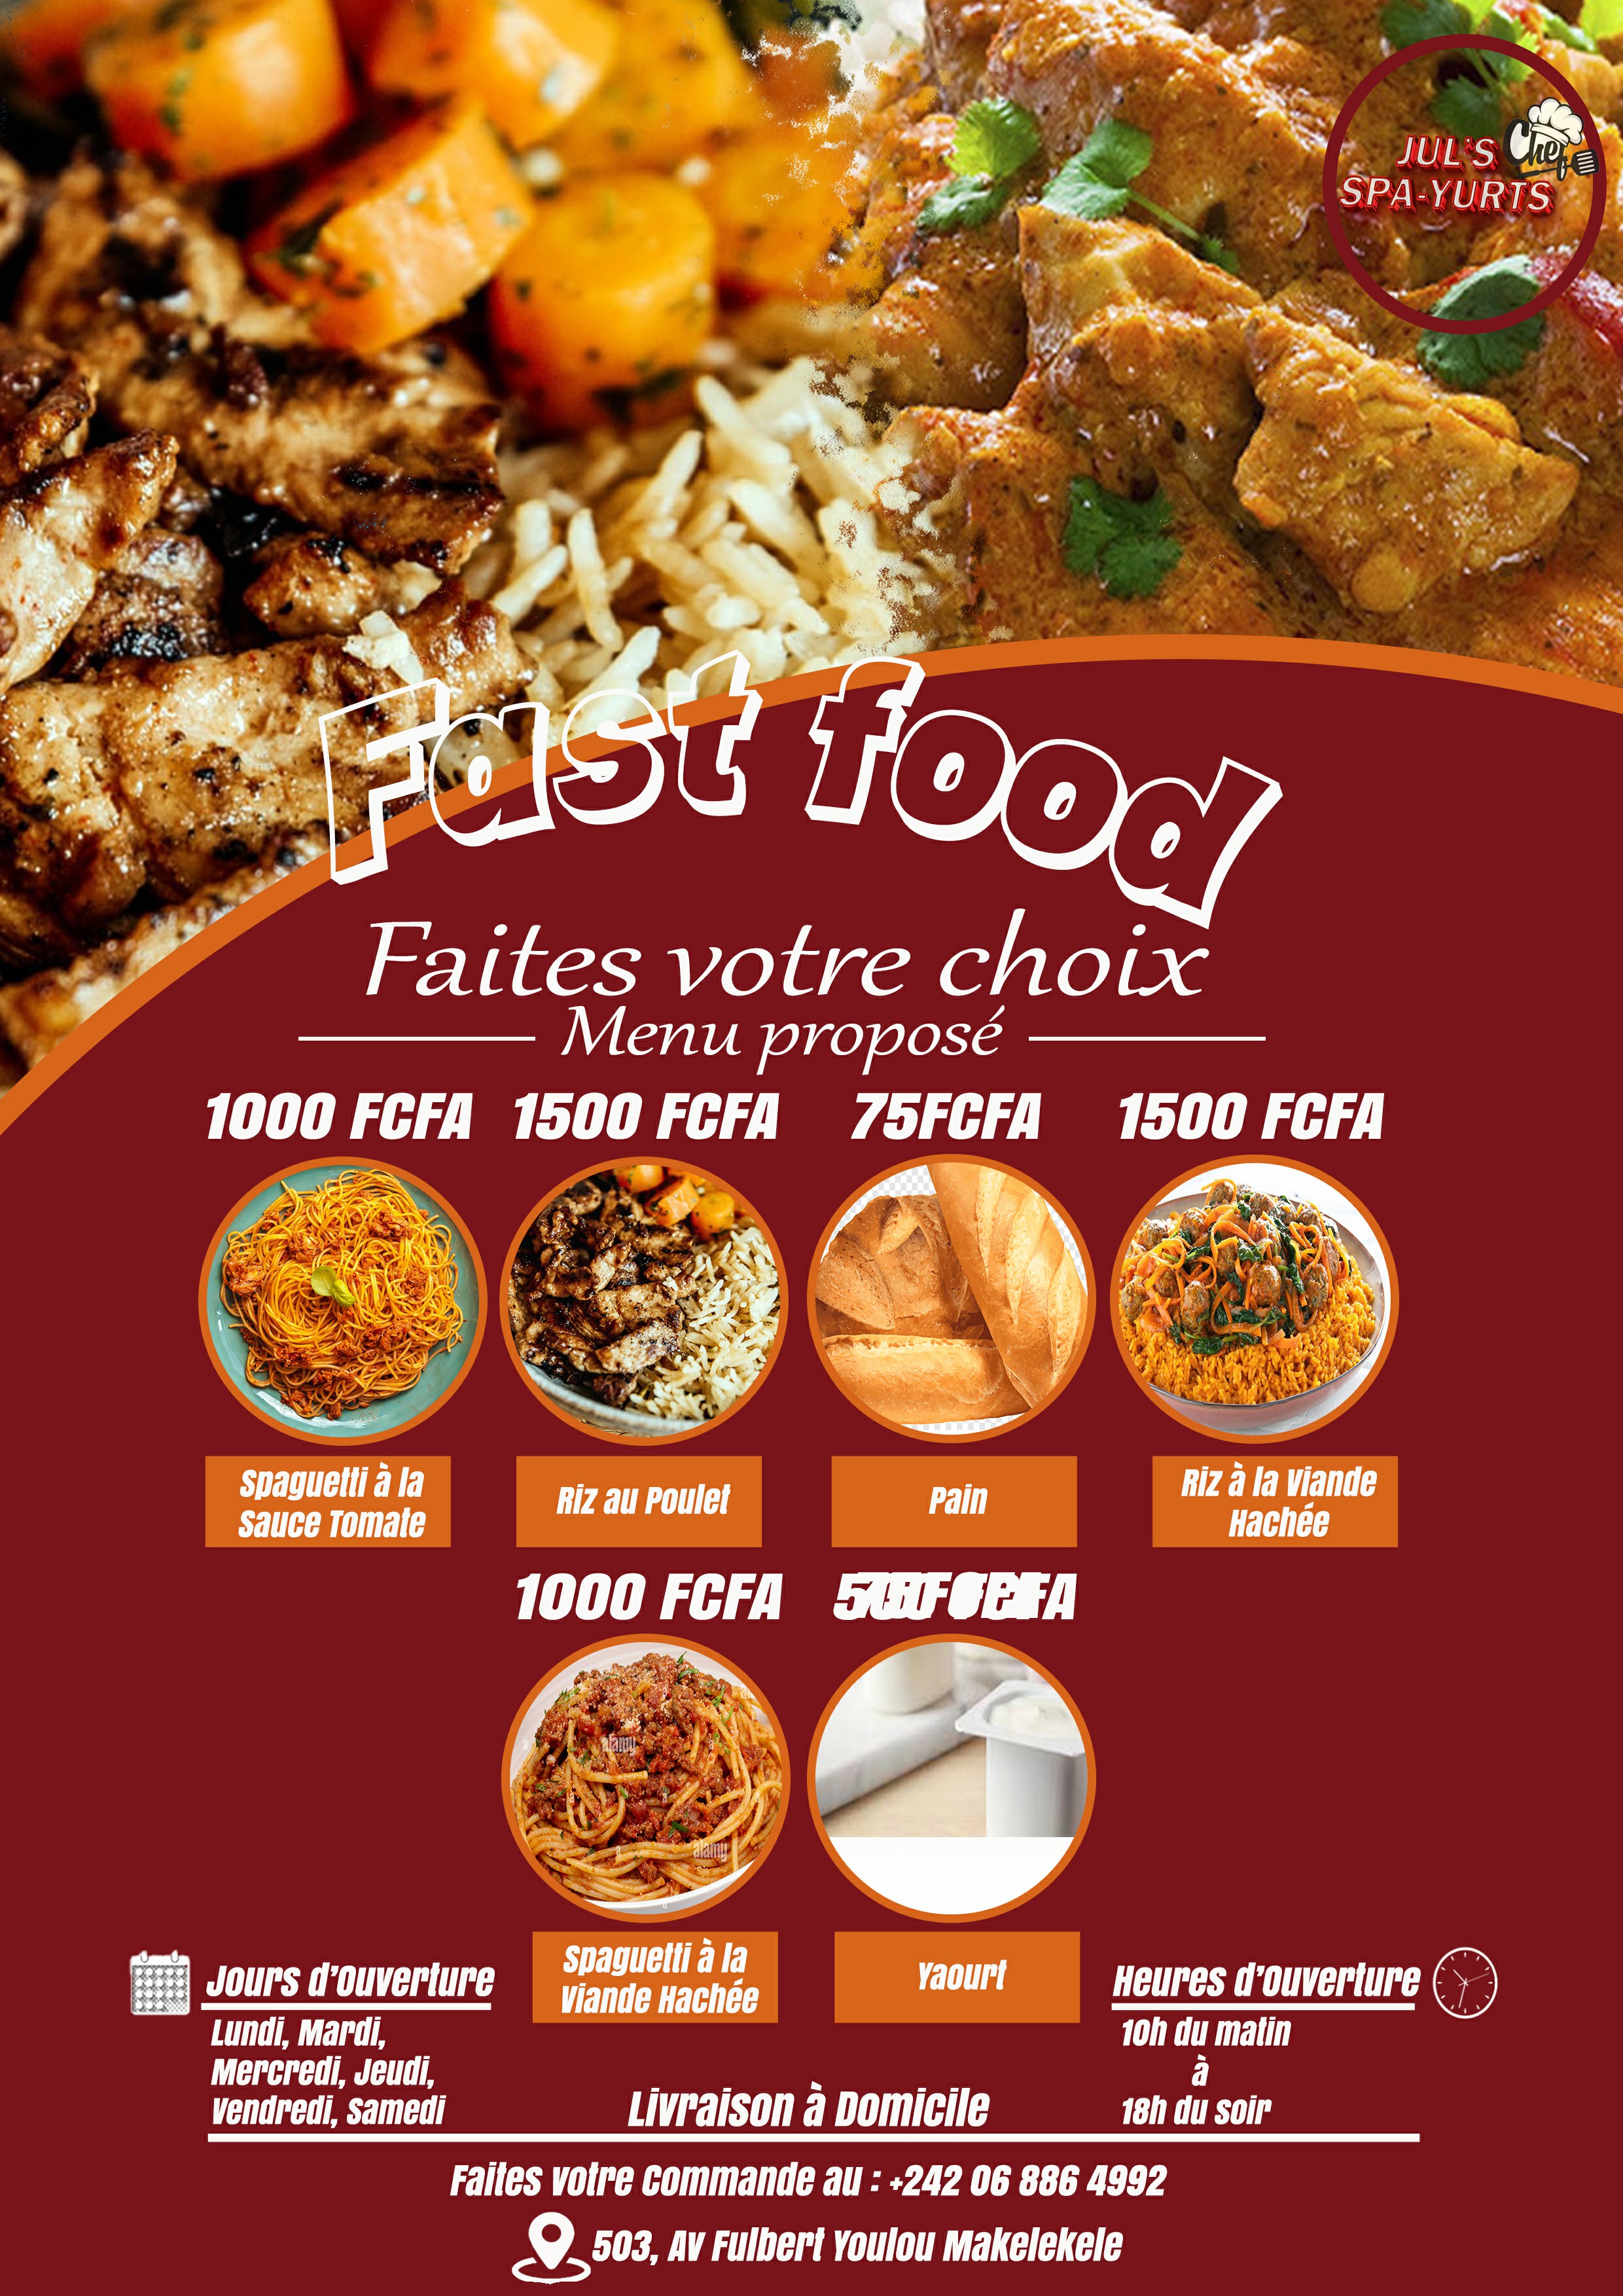 JUL'S
Chef
SPA-YURTS
Fast food
Faites votre choix
Menu proposé
1000 FCFA
1500 FCFA
75FCFA
1500 FCFA
Spaguetti à la
Sauce Tomate
Riz au Poulet
Pain
Riz à la Viande
Hachée
1000 FCFA
alamy
alamy
Spaguetti à la
Viande Hachée
Yaourt
Jours d'Ouverture
Lundi, Mardi,
Mercredi, Jeudi,
Vendredi, Samedi
Heures d'Ouverture
10h du matin
à
18h du soir
Livraison à Domicile
Faites votre Commande au : +242 06 886 4992
503, Av Fulbert Youlou Makelekele